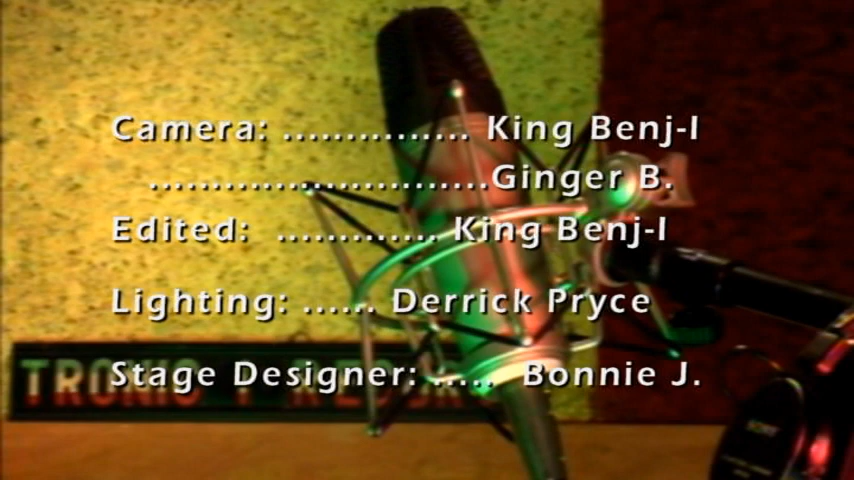 Camera: ............... King Benj-I
...........................Ginger B.
Edited: ............. King Benj-I
Lighting: ...... Derrick Pryce
Stage Designer: ..... Bonnie J.